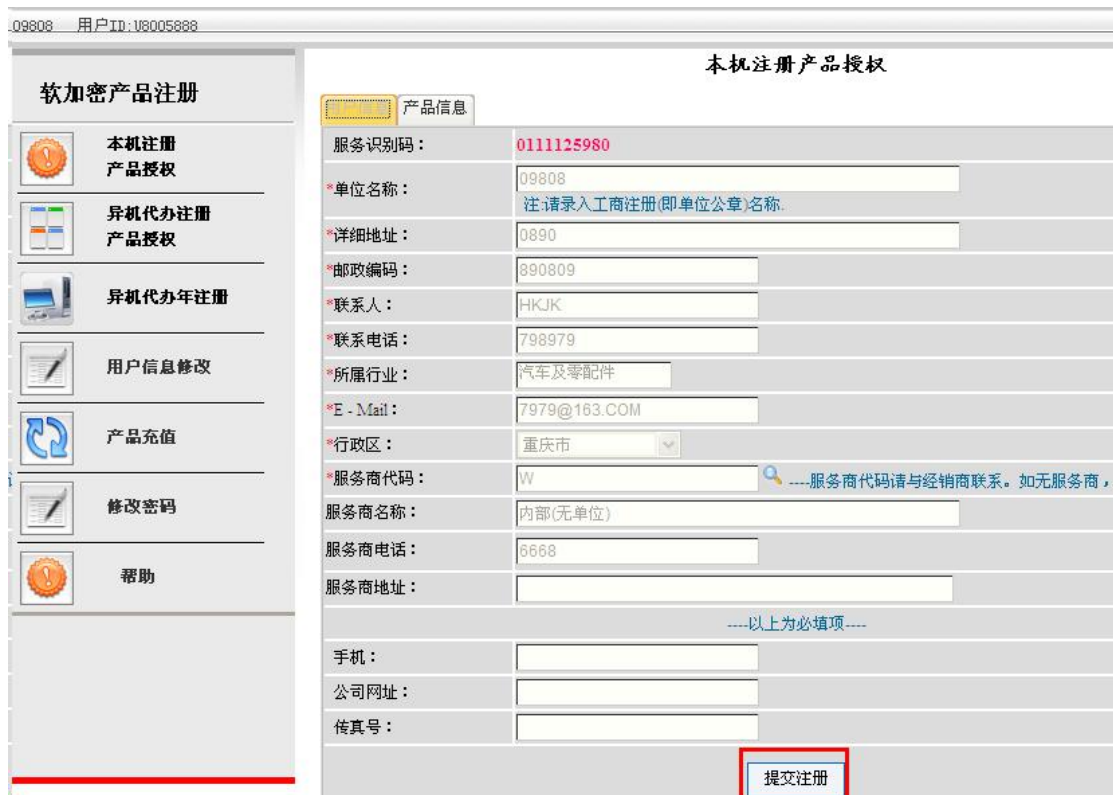 09808 用户ID:U8005888
软加密产品注册
本机注册
产品授权
异机代办注册
产品授权
异机代办年注册
用户信息修改
产品充值
修改密码
帮助
本机注册产品授权
产品信息
服务识别码： 0111125980
*单位名称： 09808
注:请录入工商注册(即单位公章)名称.
*详细地址： 0890
*邮政编码： 890809
*联系人： HKJK
*联系电话： 798979
*所属行业： 汽车及零配件
*E - Mail： 7979@163.COM
*行政区： 重庆市
*服务商代码： W ----服务商代码请与经销商联系。如无服务商，
服务商名称： 内部(无单位)
服务商电话： 6668
服务商地址：
----以上为必填项----
手机：
公司网址：
传真号：
提交注册